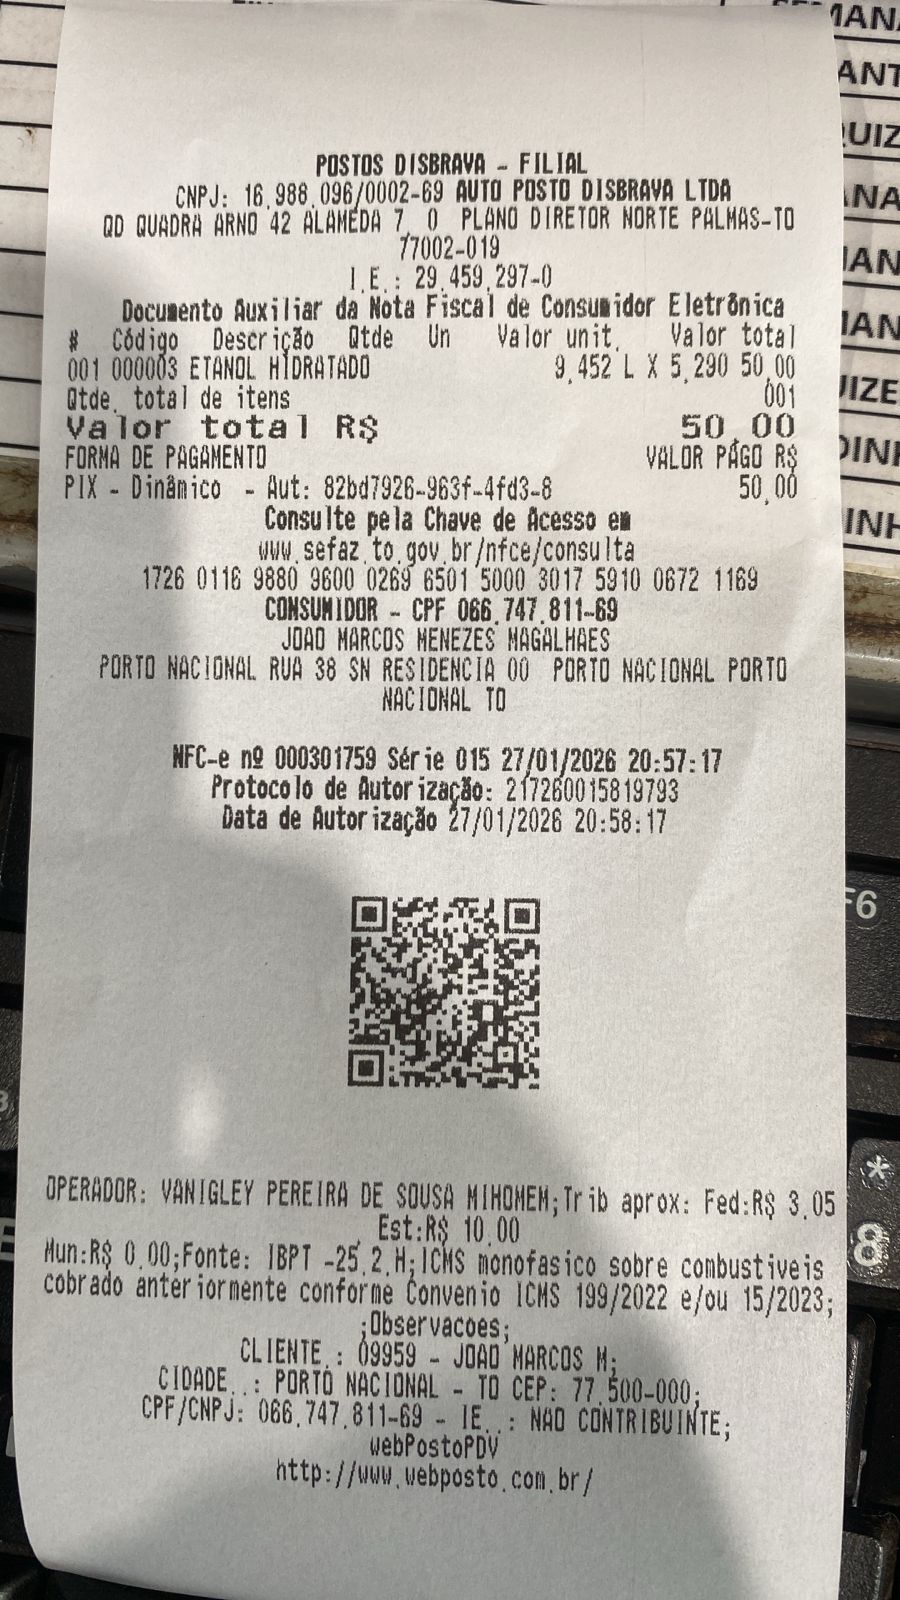 POSTOS DISBRAVA - FILIAL
CNPJ: 16.988.096/0002-69 AUTO POSTO DISBRAVA LTDA
QD QUADRA ARNO 42 ALAMEDA 7, 0 PLANO DIRETOR NORTE PALMAS-TO
77002-019
I.E.: 29.459.297-0
Documento Auxiliar da Nota Fiscal de Consumidor Eletrônica
# Código Descrição Qtde Un Valor unit. Valor total
001 000003 ETANOL HIDRATADO 9,452 L X 5,290 50,00
Qtde. total de itens 001
Valor total R$ 50,00
FORMA DE PAGAMENTO VALOR PAGO R$
PIX - Dinâmico - Aut: 82bd7926-963f-4fd3-8 50,00
Consulte pela Chave de Acesso em
www.sefaz.to.gov.br/nfce/consulta
1726 0116 9880 9600 0269 6501 5000 3017 5910 0672 1169
CONSUMIDOR - CPF 066.747.811-69
JOAO MARCOS MENEZES MAGALHAES
PORTO NACIONAL RUA 38 SN RESIDENCIA 00 PORTO NACIONAL PORTO
NACIONAL TO
NFC-e nº 000301759 Série 015 27/01/2026 20:57:17
Protocolo de Autorização: 217260015819793
Data de Autorização 27/01/2026 20:58:17
OPERADOR: VANIGLEY PEREIRA DE SOUSA MIHOMEM;Trib aprox: Fed:R$ 3,05
Est:R$ 10,00
Mun:R$ 0,00;Fonte: IBPT -25.2.H;ICMS monofasico sobre combustiveis
cobrado anteriormente conforme Convenio ICMS 199/2022 e/ou 15/2023;
;Observacoes;
CLIENTE.: 09959 - JOAO MARCOS M;
CIDADE..: PORTO NACIONAL - TO CEP: 77.500-000;
CPF/CNPJ: 066.747.811-69 - IE..: NAO CONTRIBUINTE;
webPostoPDV
http://www.webposto.com.br/
F6
*
8